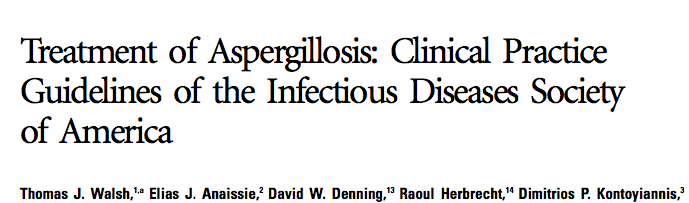 Treatment of Aspergillosis: Clinical Practice
Guidelines of the Infectious Diseases Society
of America
Thomas J. Walsh,1,a Elias J. Anaissie,2 David W. Denning,13 Raoul Herbrecht,14 Dimitrios P. Kontoyiannis,3